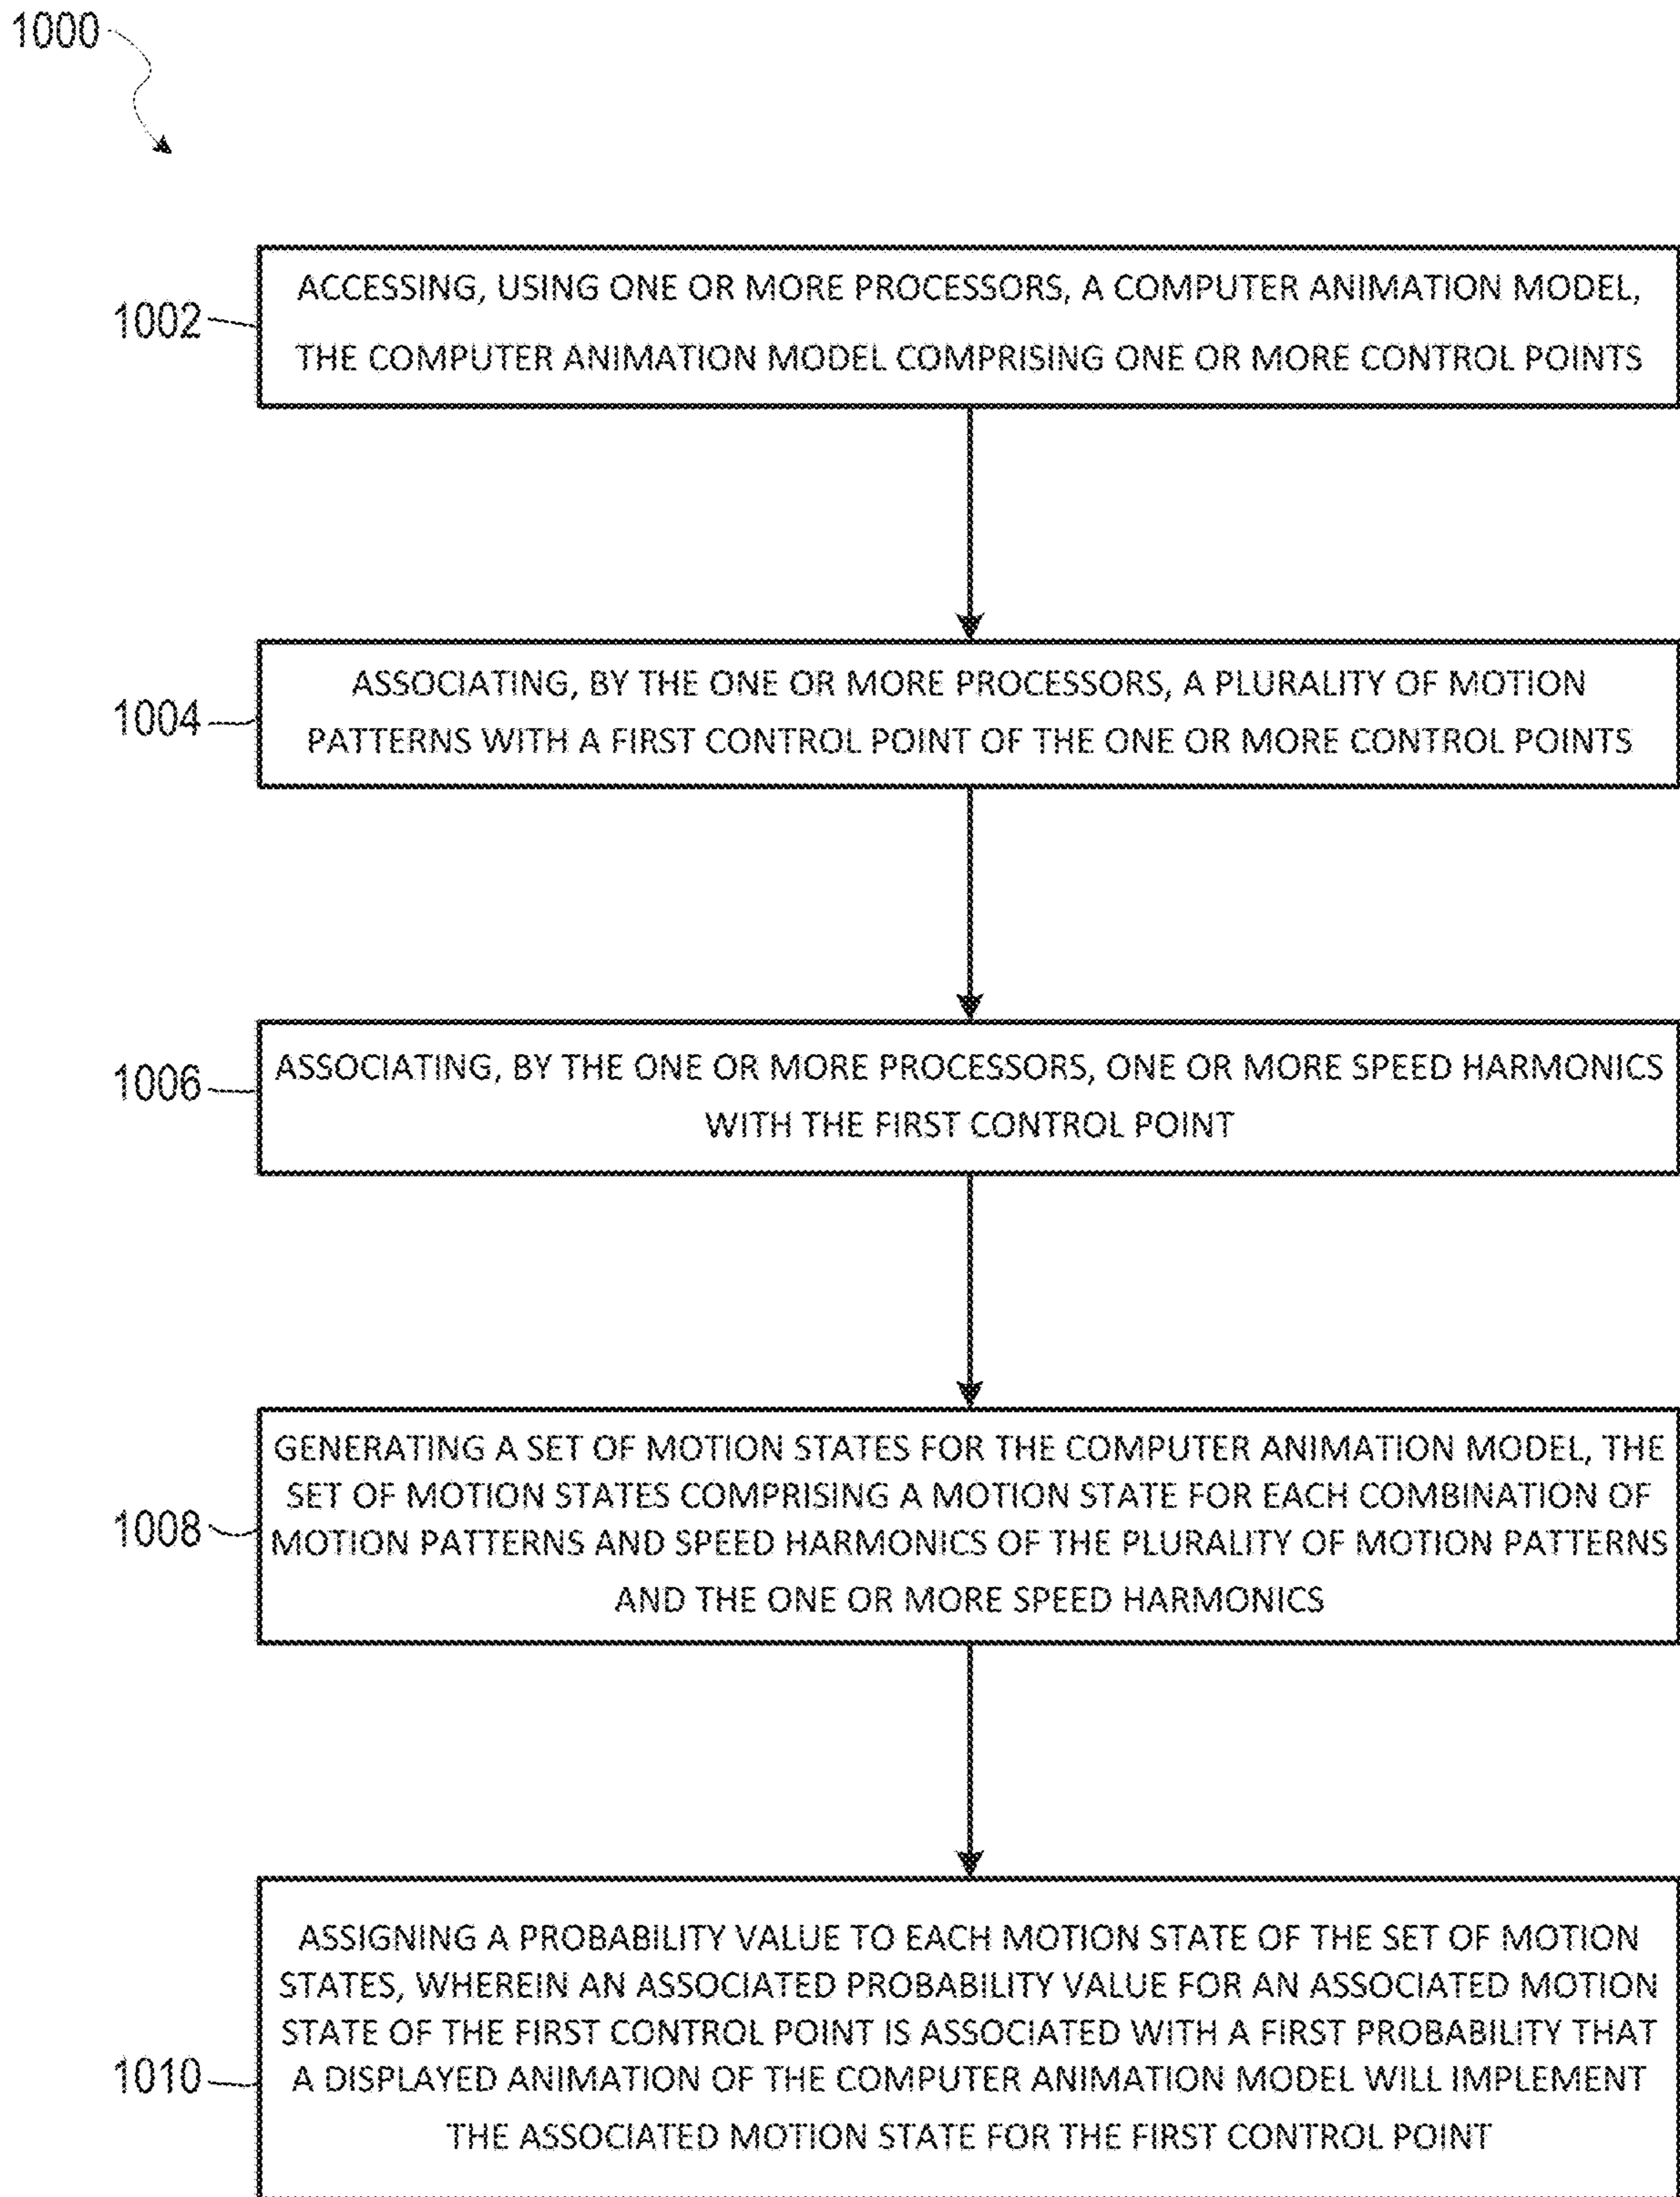 1000
1002
ACCESSING, USING ONE OR MORE PROCESSORS, A COMPUTER ANIMATION MODEL,
THE COMPUTER ANIMATION MODEL COMPRISING ONE OR MORE CONTROL POINTS
1004
ASSOCIATING, BY THE ONE OR MORE PROCESSORS, A PLURALITY OF MOTION
PATTERNS WITH A FIRST CONTROL POINT OF THE ONE OR MORE CONTROL POINTS
1006
ASSOCIATING, BY THE ONE OR MORE PROCESSORS, ONE OR MORE SPEED HARMONICS
WITH THE FIRST CONTROL POINT
1008
GENERATING A SET OF MOTION STATES FOR THE COMPUTER ANIMATION MODEL, THE
SET OF MOTION STATES COMPRISING A MOTION STATE FOR EACH COMBINATION OF
MOTION PATTERNS AND SPEED HARMONICS OF THE PLURALITY OF MOTION PATTERNS
AND THE ONE OR MORE SPEED HARMONICS
1010
ASSIGNING A PROBABILITY VALUE TO EACH MOTION STATE OF THE SET OF MOTION
STATES, WHEREIN AN ASSOCIATED PROBABILITY VALUE FOR AN ASSOCIATED MOTION
STATE OF THE FIRST CONTROL POINT IS ASSOCIATED WITH A FIRST PROBABILITY THAT
A DISPLAYED ANIMATION OF THE COMPUTER ANIMATION MODEL WILL IMPLEMENT
THE ASSOCIATED MOTION STATE FOR THE FIRST CONTROL POINT